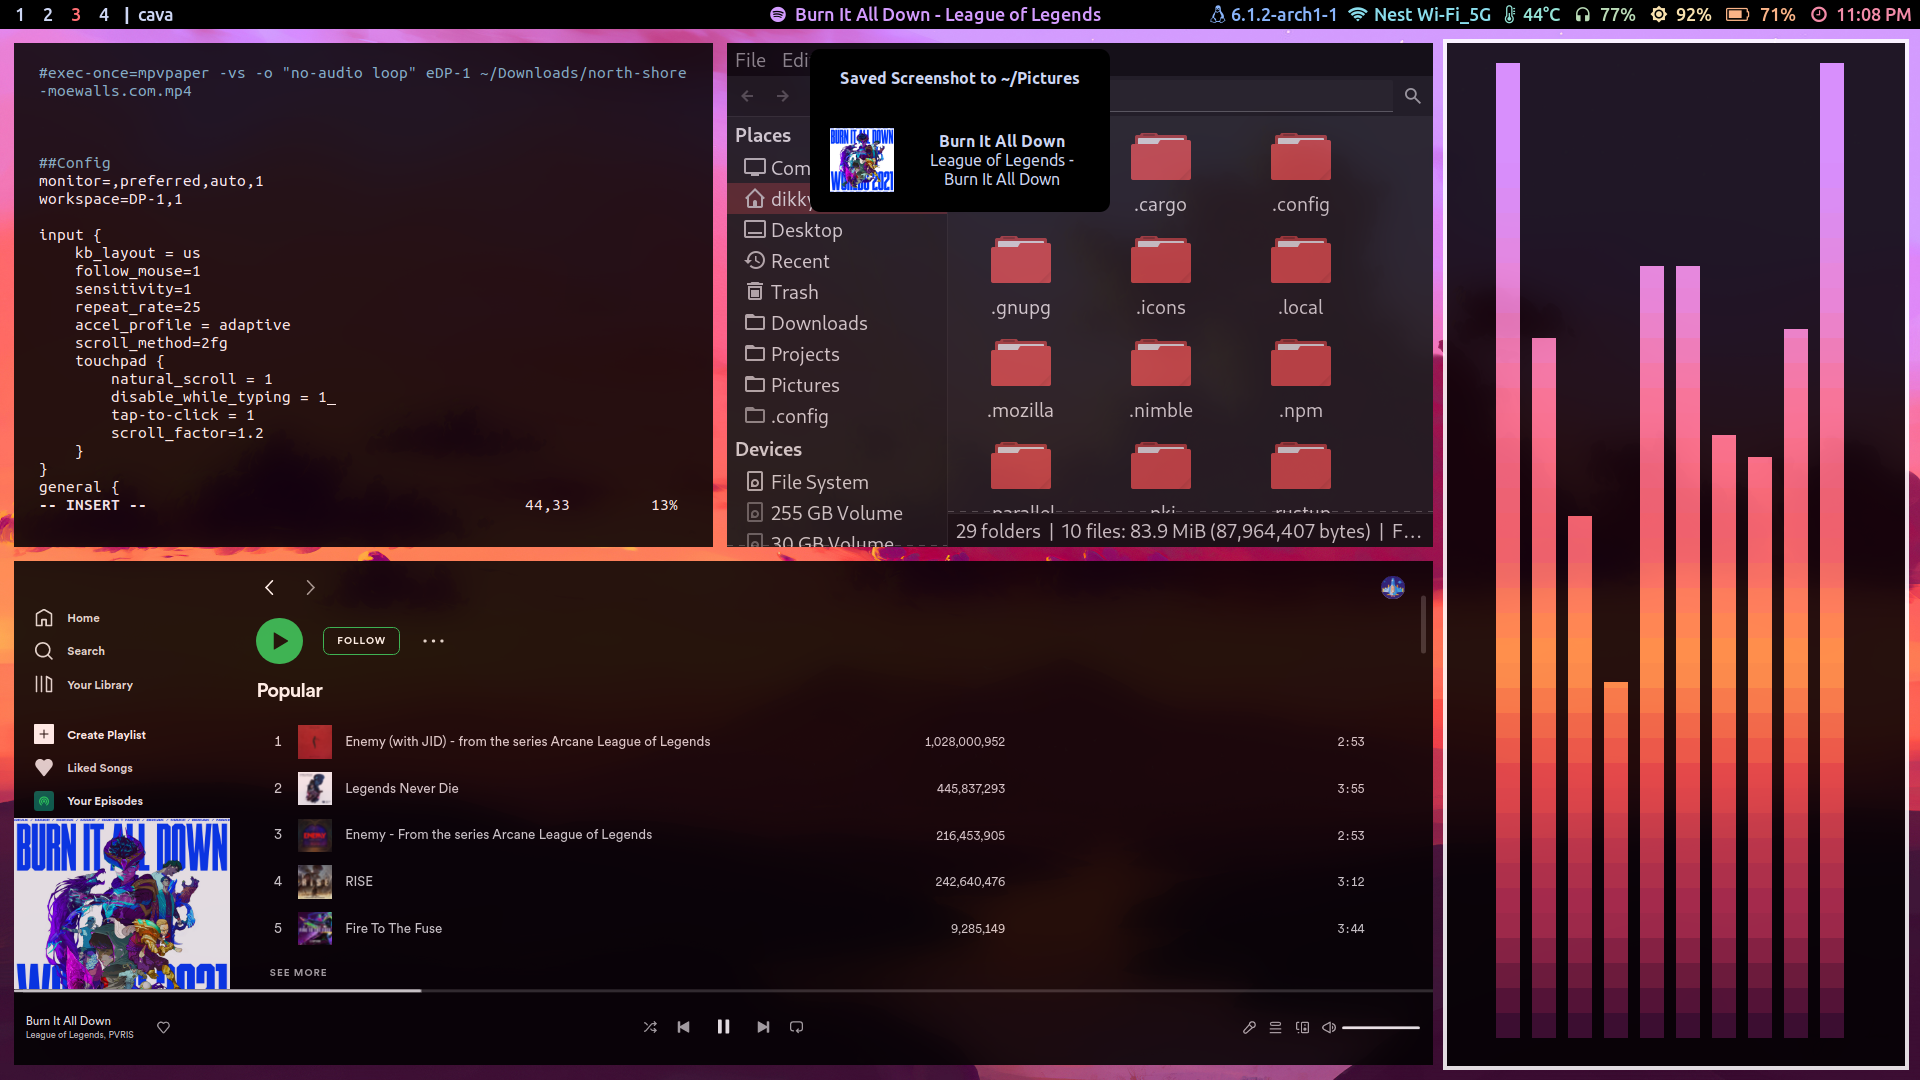 1 2 3 4 | cava
Burn It All Down - League of Legends
6.1.2-arch1-1 Nest Wi-Fi_5G 44°C 77% 92% 71% 11:08 PM
#exec-once=mpvpaper -vs -o "no-audio loop" eDP-1 ~/Downloads/north-shore
-moewalls.com.mp4
##Config
monitor=,preferred,auto,1
workspace=DP-1,1
input {
kb_layout = us
follow_mouse=1
sensitivity=1
repeat_rate=25
accel_profile = adaptive
scroll_method=2fg
touchpad {
natural_scroll = 1
disable_while_typing = 1_
tap-to-click = 1
scroll_factor=1.2
}
}
general {
-- INSERT -- 44,33 13%
File Edi
Saved Screenshot to ~/Pictures
Burn It All Down
League of Legends -
Burn It All Down
BURN IT ALL DOWN
Places
Com
dikky
Desktop
Recent
Trash
Downloads
Projects
Pictures
.config
Devices
File System
255 GB Volume
30 GB Volume
.cargo .config
.gnupg .icons .local
.mozilla .nimble .npm
29 folders | 10 files: 83.9 MiB (87,964,407 bytes) | F...
Home
Search
Your Library
Create Playlist
Liked Songs
Your Episodes
BURN IT ALL DOWN
FOLLOW
Popular
1 Enemy (with JID) - from the series Arcane League of Legends 1,028,000,952 2:53
2 Legends Never Die 445,837,293 3:55
3 Enemy - From the series Arcane League of Legends 216,453,905 2:53
4 RISE 242,640,476 3:12
5 Fire To The Fuse 9,285,149 3:44
SEE MORE
Burn It All Down
League of Legends, PVRIS